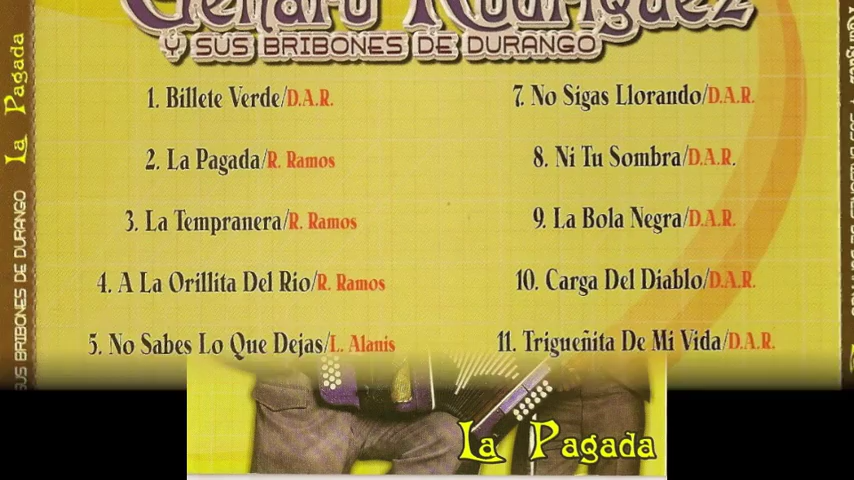 Genaro Rodriguez
Y SUS BRIBONES DE DURANGO
1. Billete Verde/D.A.R.
2. La Pagada/R. Ramos
3. La Tempranera/R. Ramos
4. A La Orillita Del Rio/R. Ramos
5. No Sabes Lo Que Dejas/L. Alanis
7. No Sigas Llorando/D.A.R.
8. Ni Tu Sombra/D.A.R.
9. La Bola Negra/D.A.R.
10. Carga Del Diablo/D.A.R.
11. Trigueñita De Mi Vida/D.A.R.
La Pagada
La Pagada
SUS BRIBONES DE DURANGO